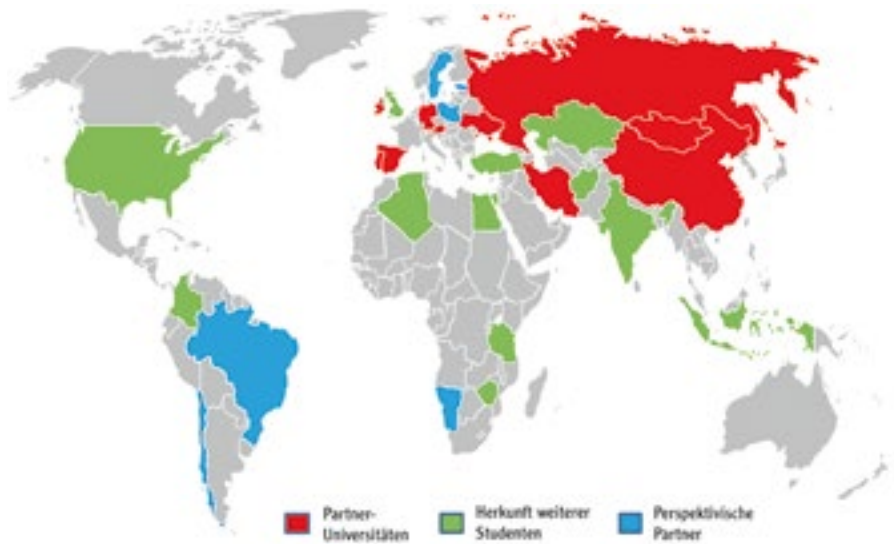 Partner-
Universitäten
Herkunft weiterer
Studenten
Perspektivische
Partner